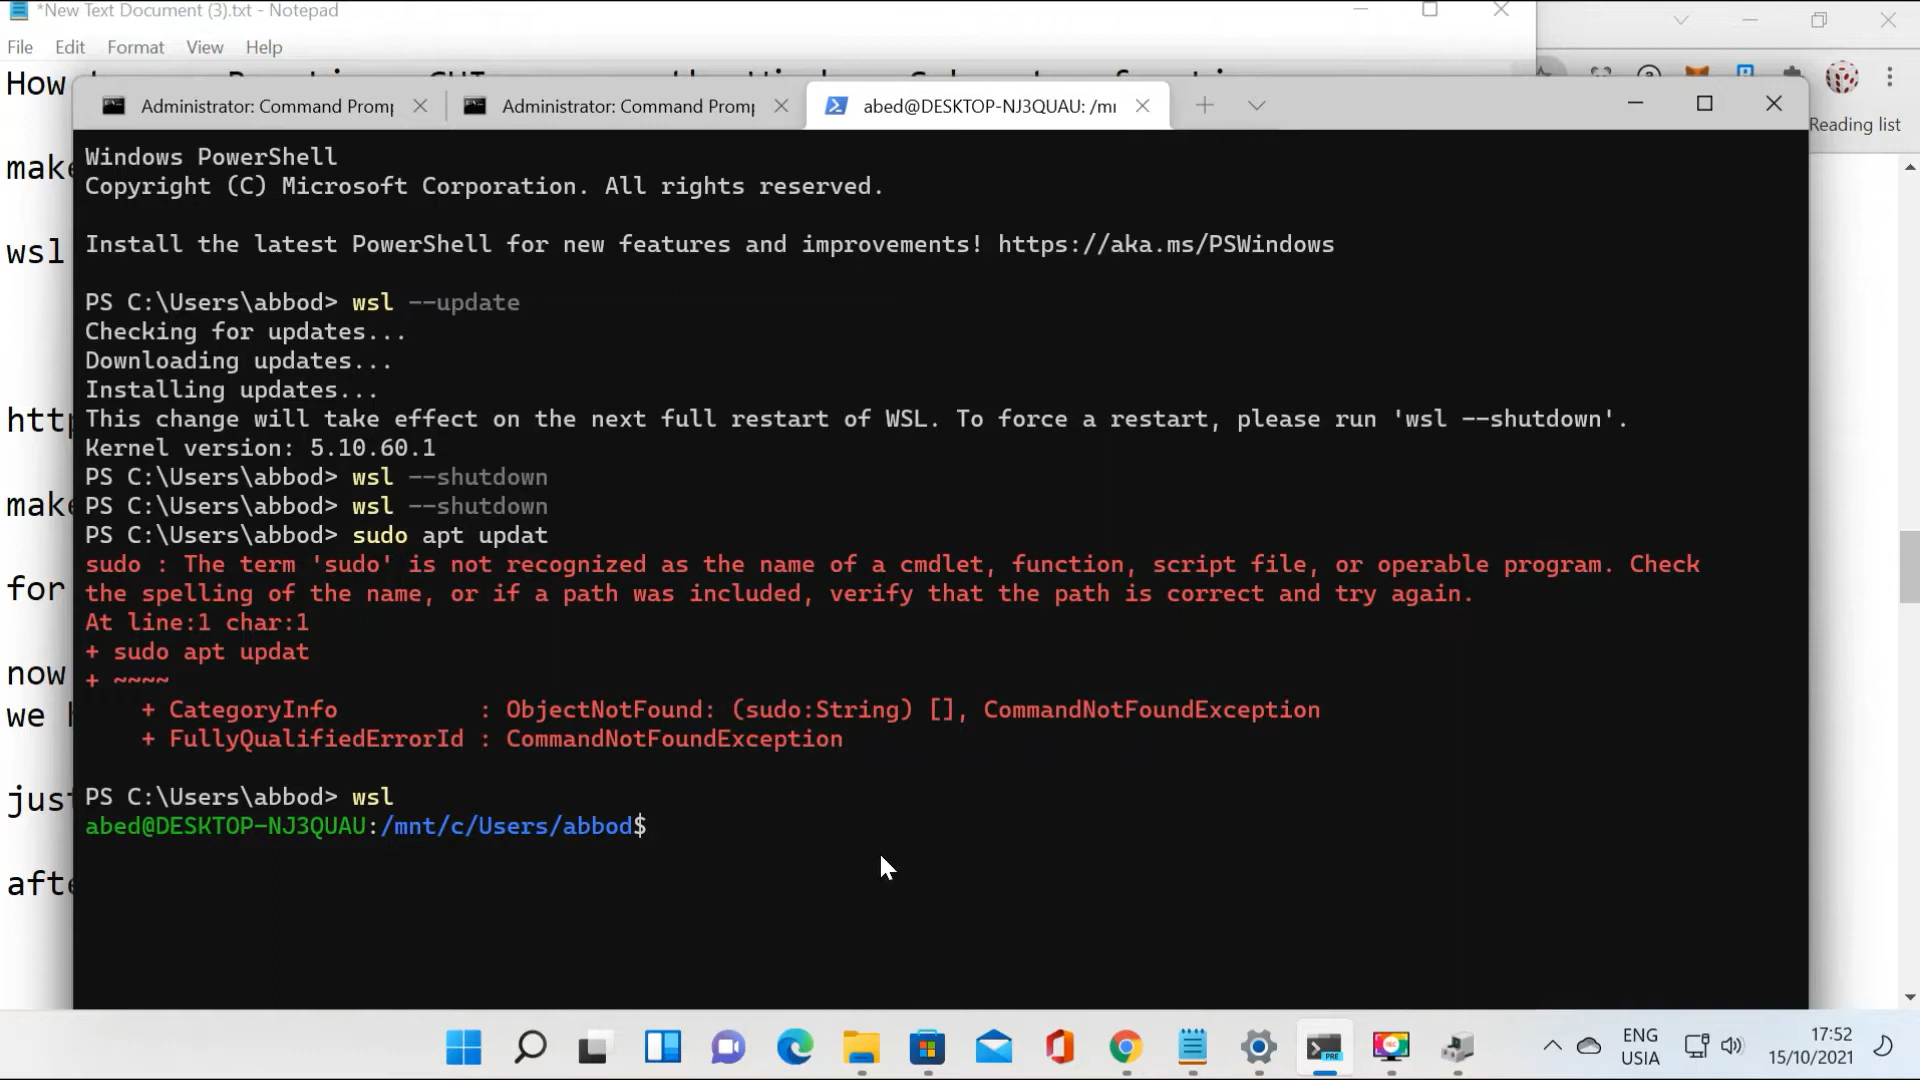 *New Text Document (3).txt - Notepad
File Edit Format View Help
How
make
wsl
http
make
for
now
we h
just
afte
Reading list
Administrator: Command Promp
Administrator: Command Promp
abed@DESKTOP-NJ3QUAU: /mi
Windows PowerShell
Copyright (C) Microsoft Corporation. All rights reserved.
Install the latest PowerShell for new features and improvements! https://aka.ms/PSWindows
PS C:\Users\abbod> wsl --update
Checking for updates...
Downloading updates...
Installing updates...
This change will take effect on the next full restart of WSL. To force a restart, please run 'wsl --shutdown'.
Kernel version: 5.10.60.1
PS C:\Users\abbod> wsl --shutdown
PS C:\Users\abbod> wsl --shutdown
PS C:\Users\abbod> sudo apt updat
sudo : The term 'sudo' is not recognized as the name of a cmdlet, function, script file, or operable program. Check
the spelling of the name, or if a path was included, verify that the path is correct and try again.
At line:1 char:1
+ sudo apt updat
+ ~~~~
+ CategoryInfo : ObjectNotFound: (sudo:String) [], CommandNotFoundException
+ FullyQualifiedErrorId : CommandNotFoundException
PS C:\Users\abbod> wsl
abed@DESKTOP-NJ3QUAU:/mnt/c/Users/abbod$
ENG
USIA
17:52
15/10/2021